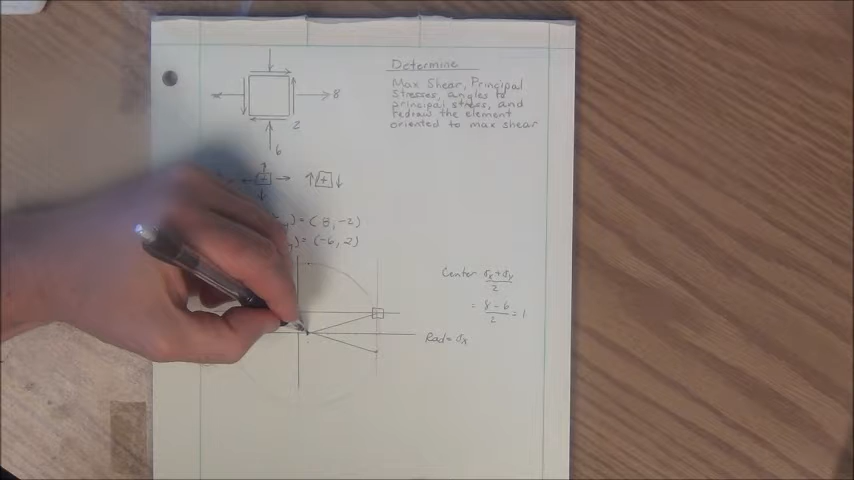 Determine
Max Shear, Principal
Stresses, angles to
principal stress, and
redraw the element
oriented to max shear
8
2
6
) = (8, -2)
) = (-6, 2)
Center σx + σy
2
= 8 - 6
2
= 1
Rad = σx